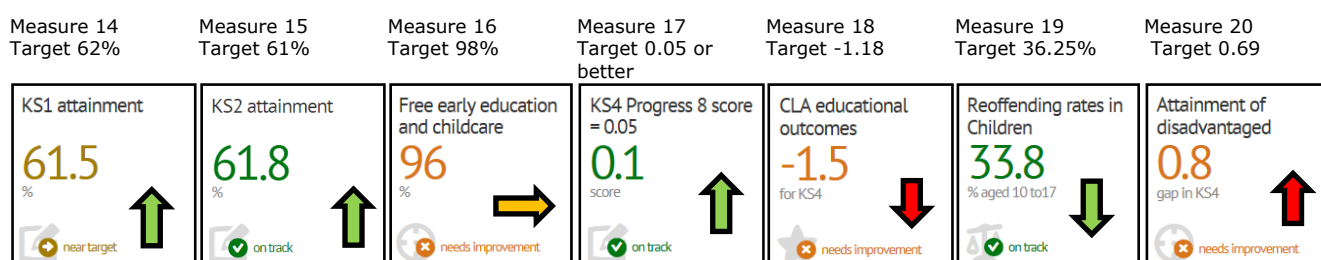 Measure 14
Target 62%
Measure 15
Target 61%
Measure 16
Target 98%
Measure 17
Target 0.05 or
better
Measure 18
Target -1.18
Measure 19
Target 36.25%
Measure 20
Target 0.69
KS1 attainment
61.5
%
near target
KS2 attainment
61.8
%
on track
Free early education
and childcare
96
%
needs improvement
KS4 Progress 8 score
= 0.05
0.1
score
on track
CLA educational
outcomes
-1.5
for KS4
needs improvement
Reoffending rates in
Children
33.8
% aged 10 to17
on track
Attainment of
disadvantaged
0.8
gap in KS4
needs improvement